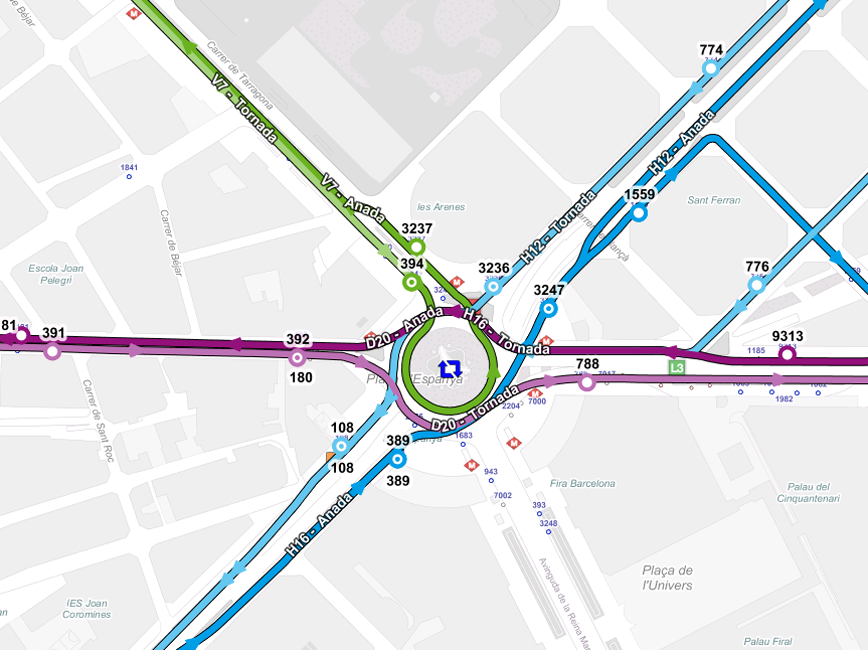 de Béjar
774
Carrer de Tarragona
V7 - Tornada
H12 - Anada
1841
V7 - Anada
1559
Sant Ferran
les Arenes
H12 - Tornada
Carrer de Béjar
3237
394
3236
776
Escola Joan
Pelegrí
3247
81
391
392
D20 - Anada
H16 - Tornada
9313
1185
L3
180
Plaça d'Espanya
788
7000
2204
1982
D20 - Tornada
Carrer de Sant Roc
108
389
1683
108
389
943
7002
393
3248
Fira Barcelona
Palau del
Cinquantenari
H16 - Anada
Avinguda de la Reina Mar
Plaça de
l'Univers
IES Joan
Coromines
Palau Firal